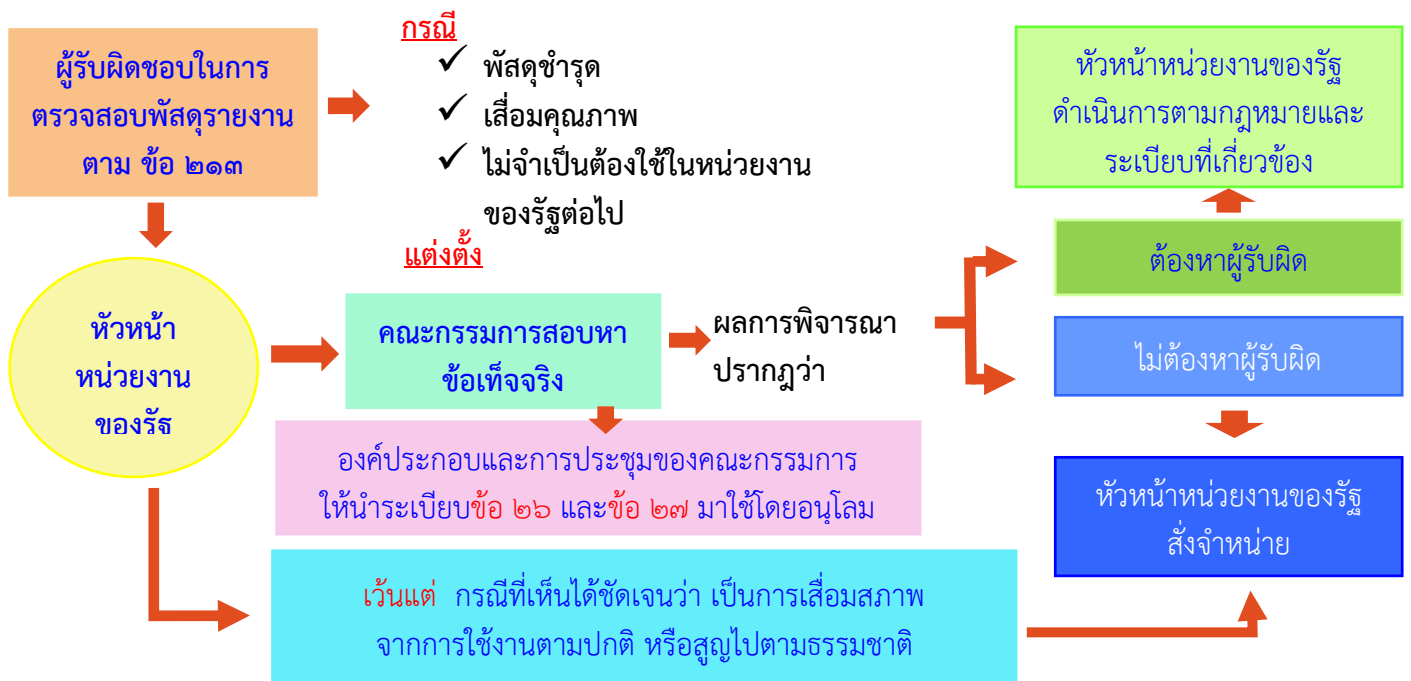 ผู้รับผิดชอบในการ
ตรวจสอบพัสดุรายงาน
ตาม ข้อ ๒๑๓
กรณี
✓ พัสดุชำรุด
✓ เสื่อมคุณภาพ
✓ ไม่จำเป็นต้องใช้ในหน่วยงาน
ของรัฐต่อไป
หัวหน้าหน่วยงานของรัฐ
ดำเนินการตามกฎหมายและ
ระเบียบที่เกี่ยวข้อง
แต่งตั้ง
หัวหน้า
หน่วยงาน
ของรัฐ
คณะกรรมการสอบหา
ข้อเท็จจริง
ผลการพิจารณา
ปรากฎว่า
ต้องหาผู้รับผิด
ไม่ต้องหาผู้รับผิด
องค์ประกอบและการประชุมของคณะกรรมการ
ให้นำระเบียบข้อ ๒๖ และข้อ ๒๗ มาใช้โดยอนุโลม
หัวหน้าหน่วยงานของรัฐ
สั่งจำหน่าย
เว้นแต่ กรณีที่เห็นได้ชัดเจนว่า เป็นการเสื่อมสภาพ
จากการใช้งานตามปกติ หรือสูญไปตามธรรมชาติ